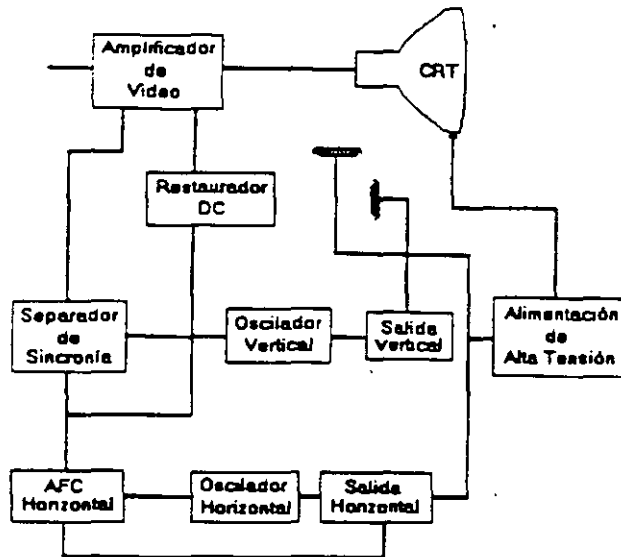 Amplificador
de
Video
CRT
Restaurador
DC
Separador
de
Sincronía
Oscilador
Vertical
Salida
Vertical
Alimentación
de
Alta Tensión
AFC
Horizontal
Oscilador
Horizontal
Salida
Horizontal